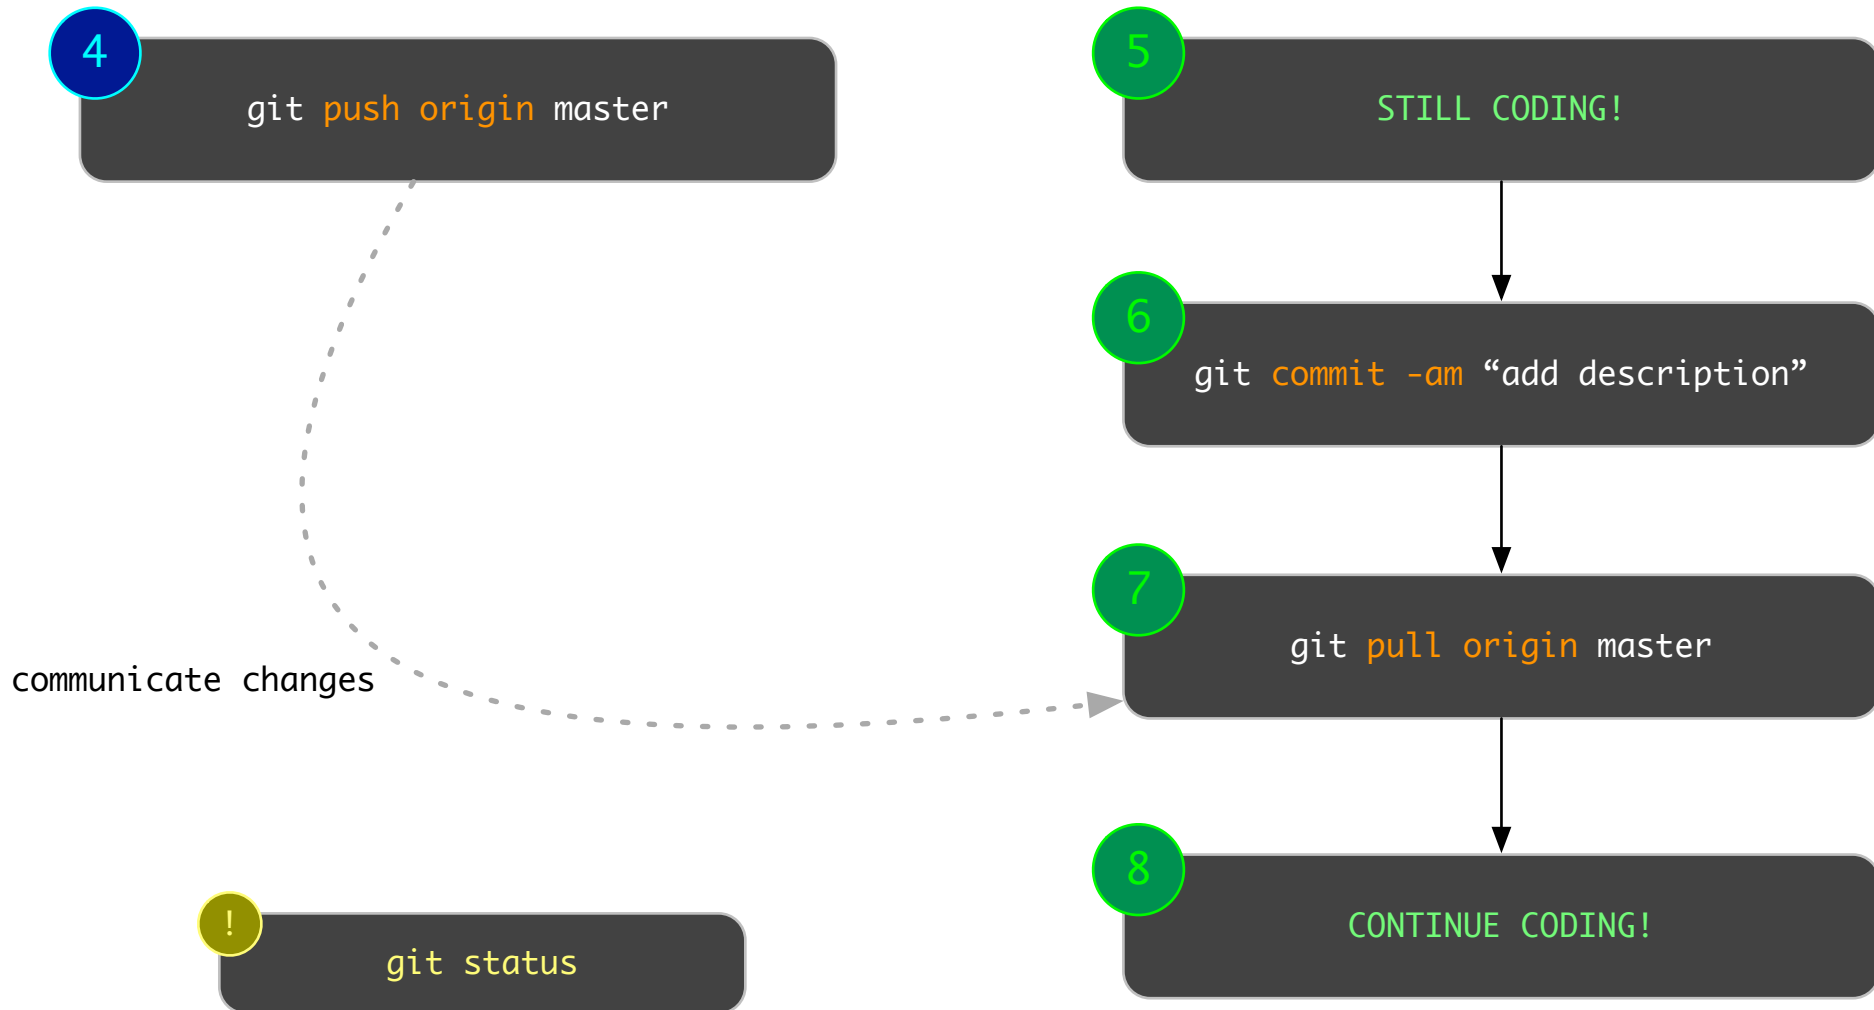 4
git push origin master
5
STILL CODING!
6
git commit -am “add description”
7
git pull origin master
communicate changes
8
CONTINUE CODING!
!
git status